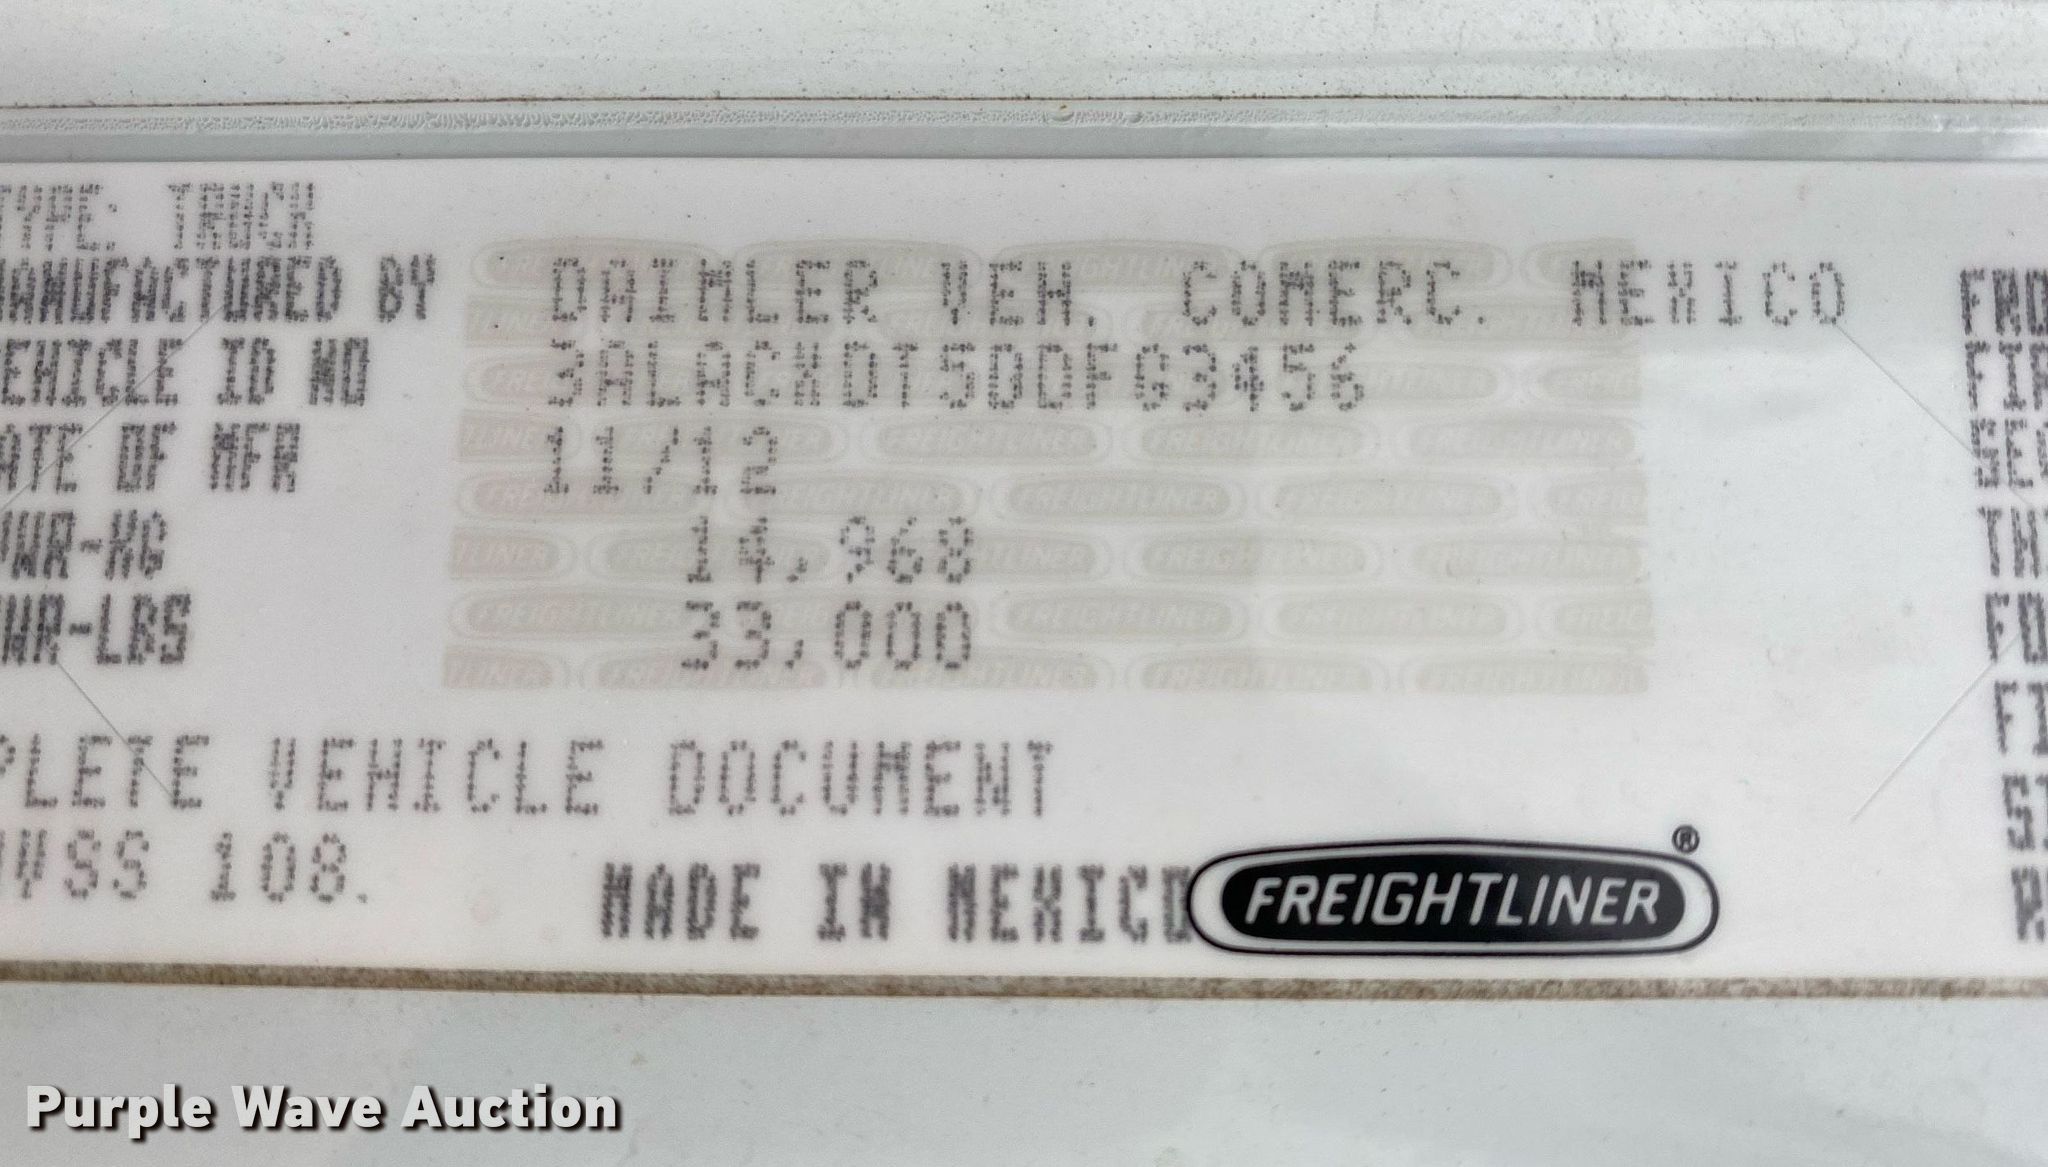 TYPE: TRUCK
MANUFACTURED BY DAIMLER VEH. COMERC. MEXICO
VEHICLE ID NO 3ALACXDT5DDFG3456
DATE OF MFR 11/12
GVWR-KG 14,968
GVWR-LBS 33,000
PLETE VEHICLE DOCUMENT
MVSS 108.
MADE IN MEXICO FREIGHTLINER®
Purple Wave Auction